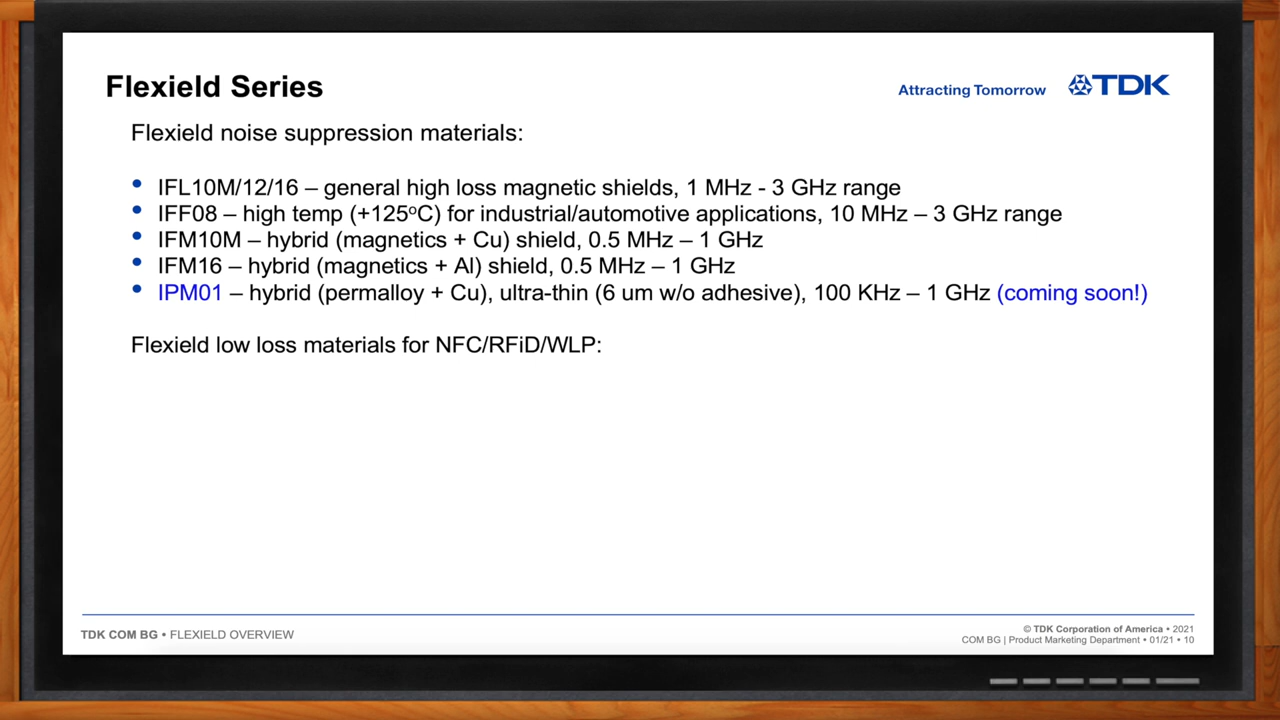 Flexield Series
Attracting Tomorrow
TDK
Flexield noise suppression materials:
• IFL10M/12/16 – general high loss magnetic shields, 1 MHz - 3 GHz range
• IFF08 – high temp (+125ºC) for industrial/automotive applications, 10 MHz – 3 GHz range
• IFM10M – hybrid (magnetics + Cu) shield, 0.5 MHz – 1 GHz
• IFM16 – hybrid (magnetics + Al) shield, 0.5 MHz – 1 GHz
• IPM01 – hybrid (permalloy + Cu), ultra-thin (6 um w/o adhesive), 100 KHz – 1 GHz (coming soon!)
Flexield low loss materials for NFC/RFiD/WLP:
TDK COM BG • FLEXIELD OVERVIEW
© TDK Corporation of America • 2021
COM BG | Product Marketing Department • 01/21 • 10